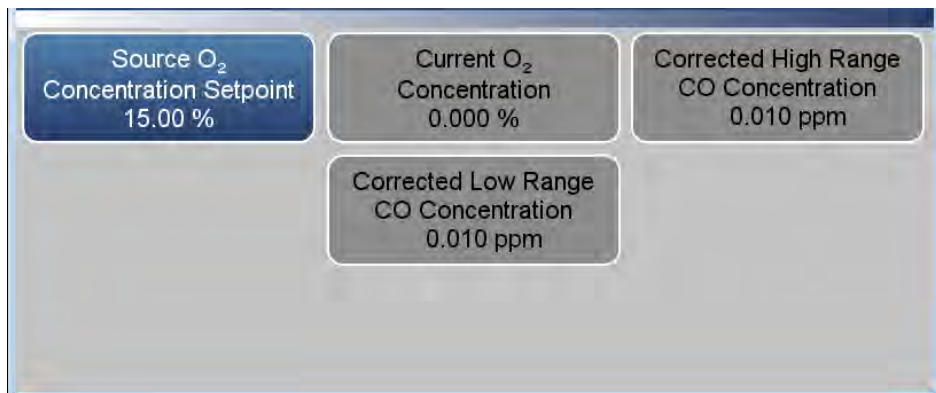 Source O₂
Concentration Setpoint
15.00 %
Current O₂
Concentration
0.000 %
Corrected High Range
CO Concentration
0.010 ppm
Corrected Low Range
CO Concentration
0.010 ppm